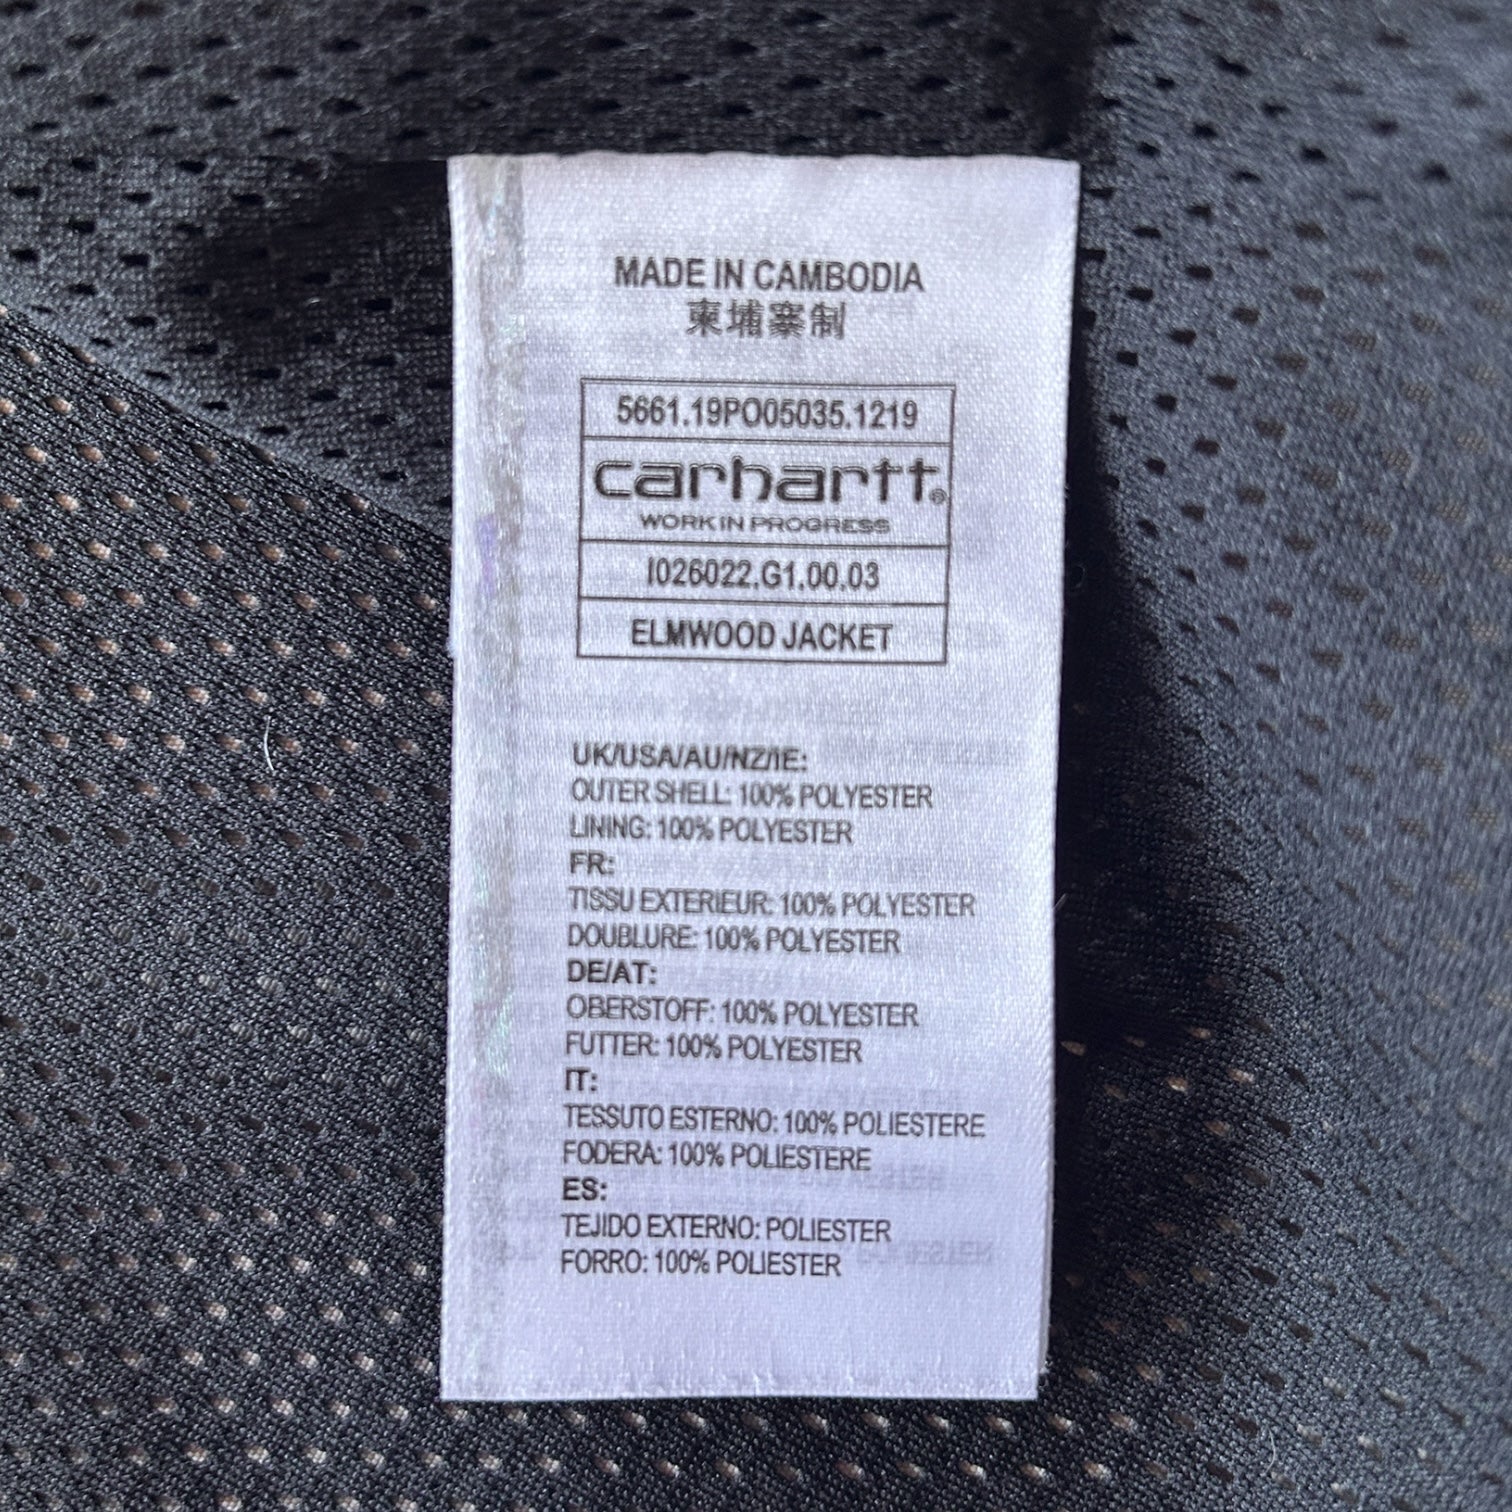 MADE IN CAMBODIA
柬埔寨制
5661.19PO05035.1219
carhartt®
WORK IN PROGRESS
I026022.G1.00.03
ELMWOOD JACKET
UK/USA/AU/NZ/IE:
OUTER SHELL: 100% POLYESTER
LINING: 100% POLYESTER
FR:
TISSU EXTERIEUR: 100% POLYESTER
DOUBLURE: 100% POLYESTER
DE/AT:
OBERSTOFF: 100% POLYESTER
FUTTER: 100% POLYESTER
IT:
TESSUTO ESTERNO: 100% POLIESTERE
FODERA: 100% POLIESTERE
ES:
TEJIDO EXTERNO: POLIESTER
FORRO: 100% POLIESTER